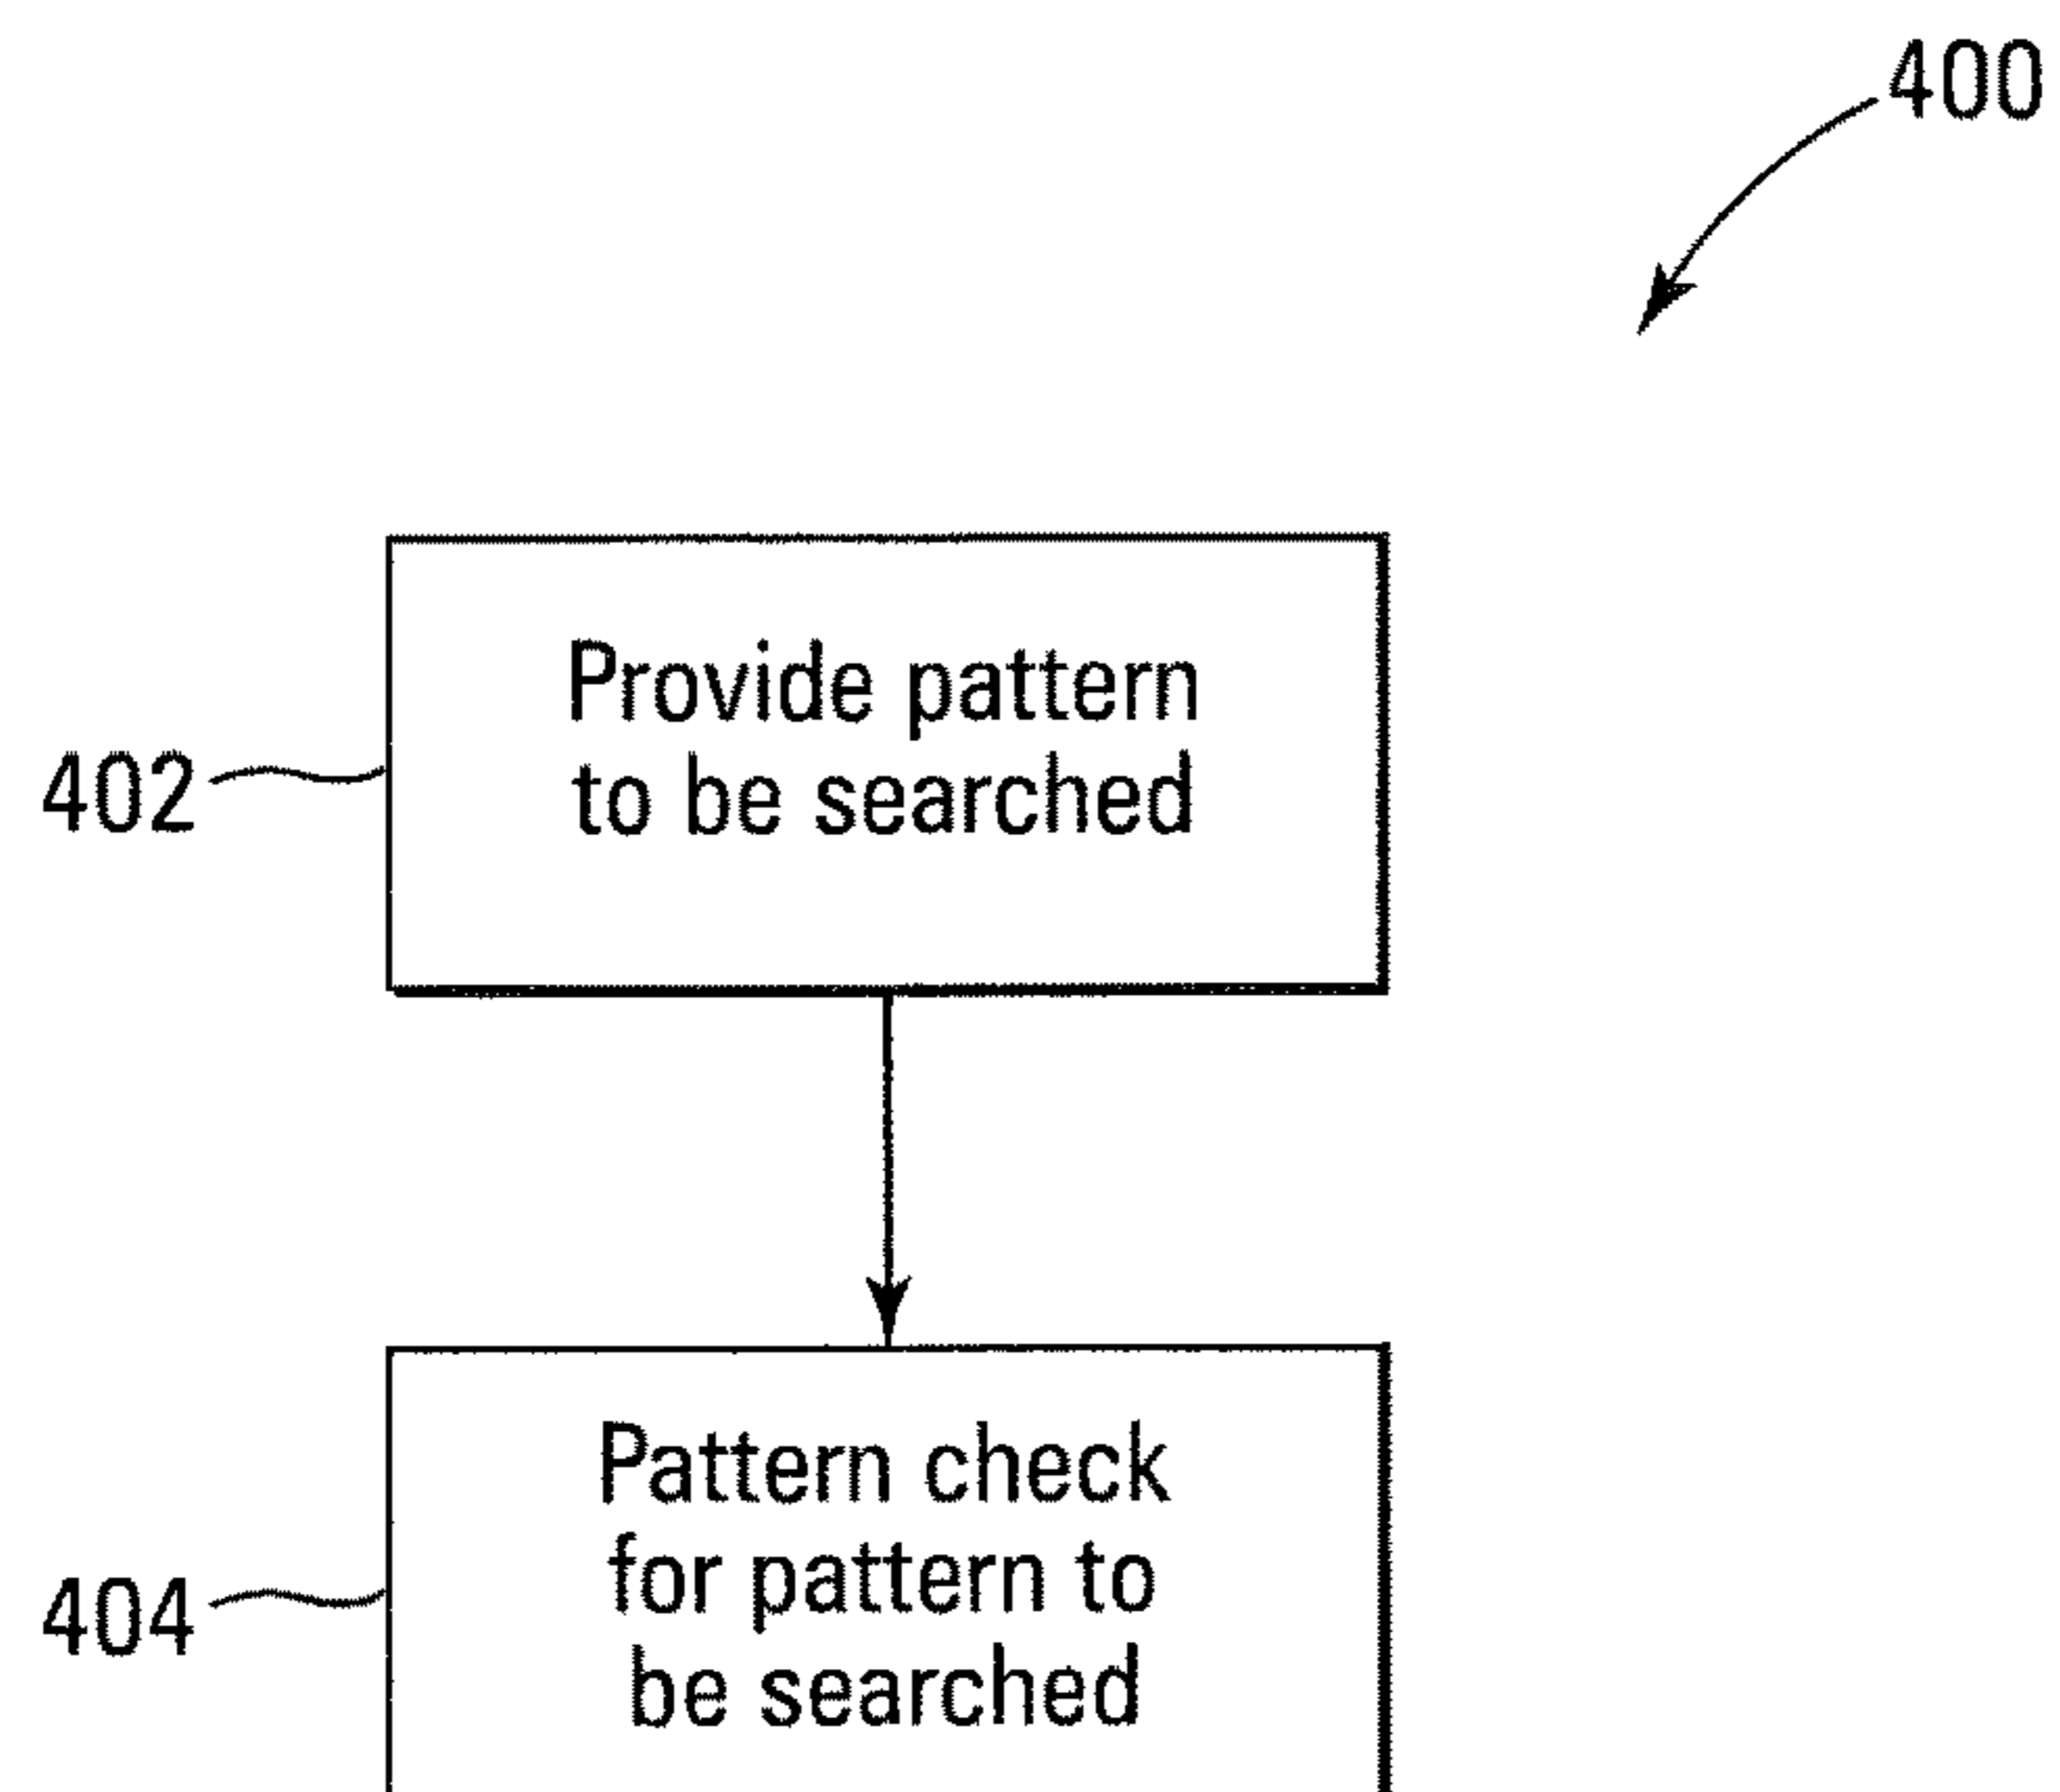 400
Provide pattern
to be searched
402
Pattern check
for pattern to
be searched
404